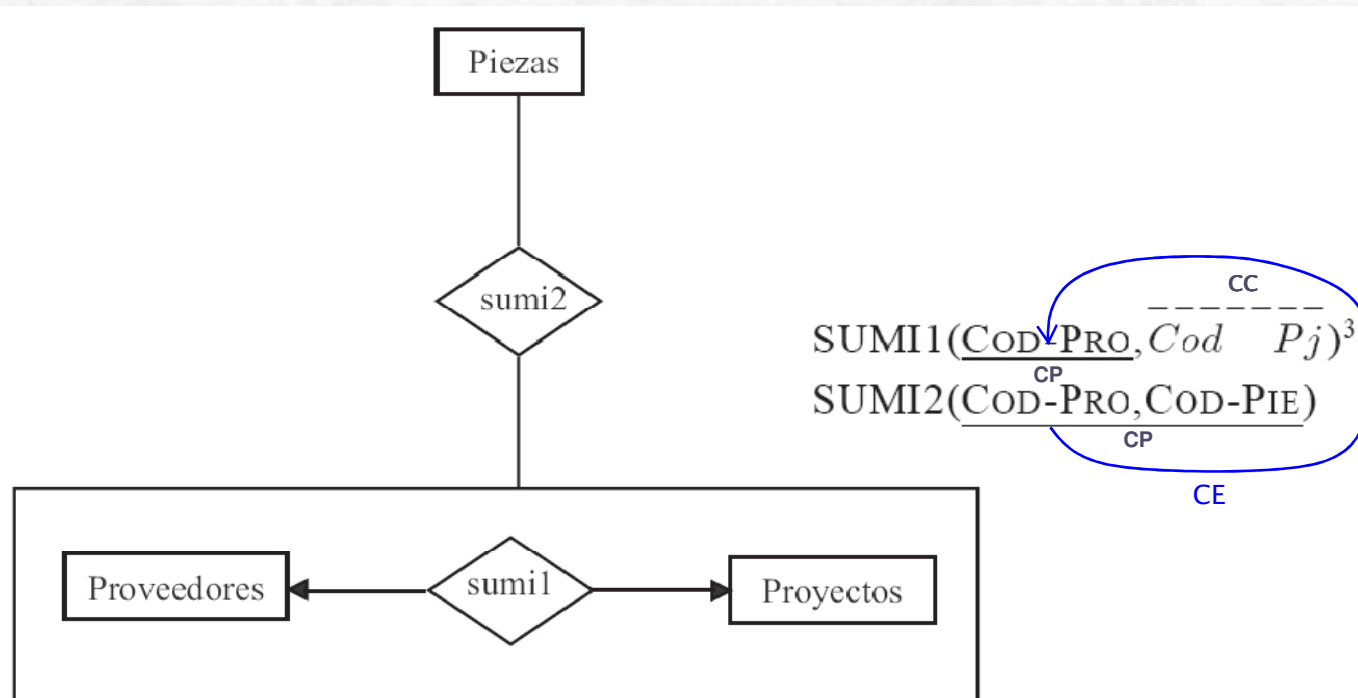 Piezas
sumi2
CC
SUMI1(COD-PRO, Cod Pj)³
CP
SUMI2(COD-PRO,COD-PIE)
CP
CE
Proveedores
sumi1
Proyectos